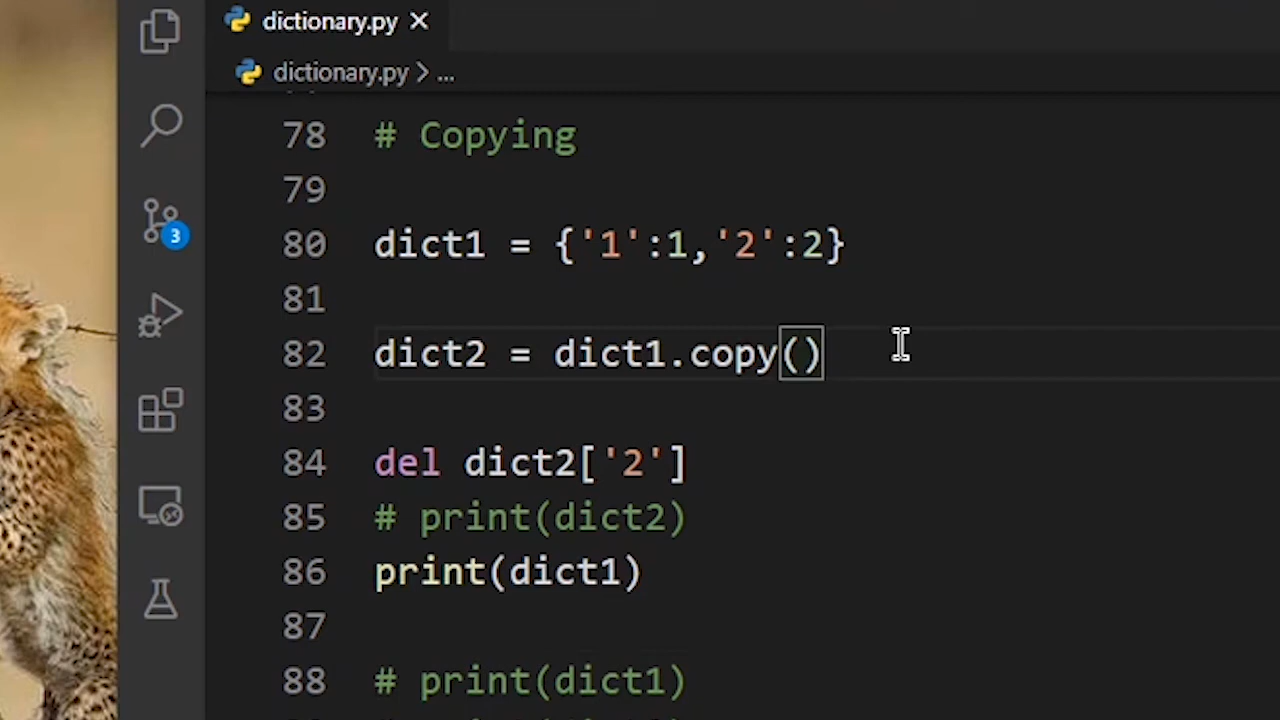 dictionary.py
dictionary.py > ...
78 # Copying
79
80 dict1 = {'1':1,'2':2}
81
82 dict2 = dict1.copy()
83
84 del dict2['2']
85 # print(dict2)
86 print(dict1)
87
88 # print(dict1)
3